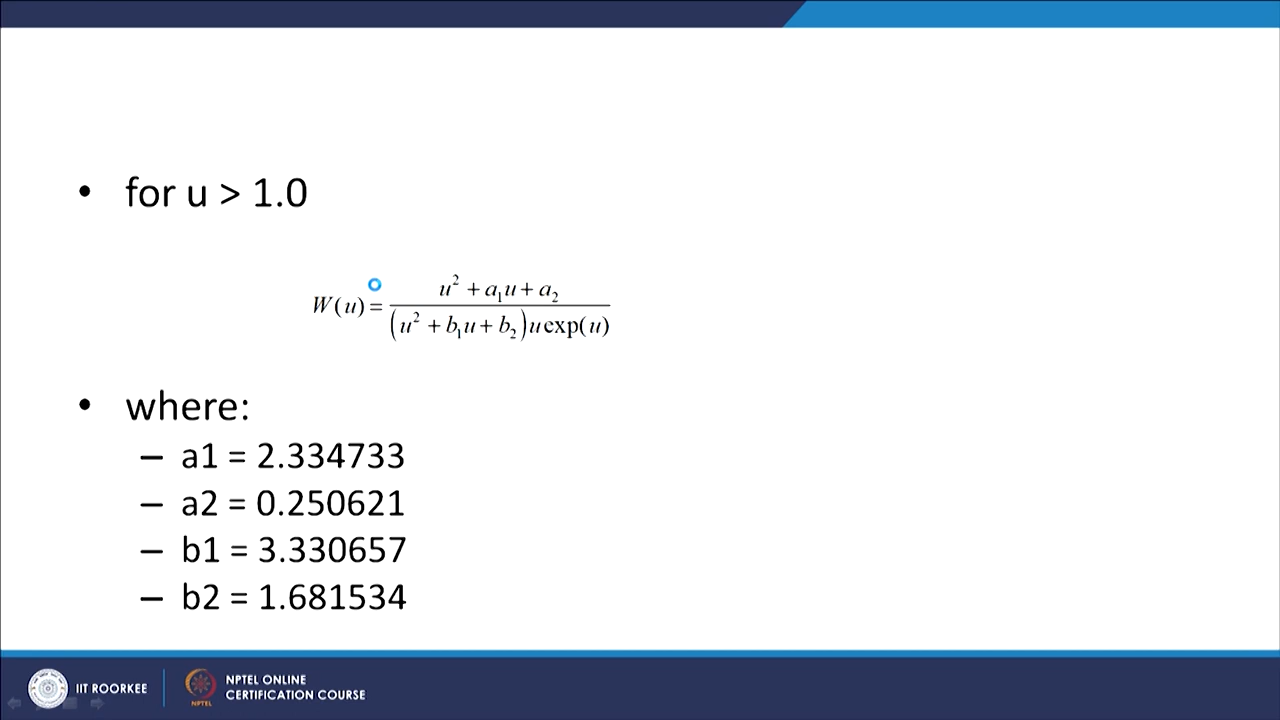 • for u > 1.0
W(u) = (u² + a₁u + a₂) / ((u² + b₁u + b₂)u exp(u))
• where:
– a1 = 2.334733
– a2 = 0.250621
– b1 = 3.330657
– b2 = 1.681534
IIT ROORKEE
NPTEL
NPTEL ONLINE
CERTIFICATION COURSE